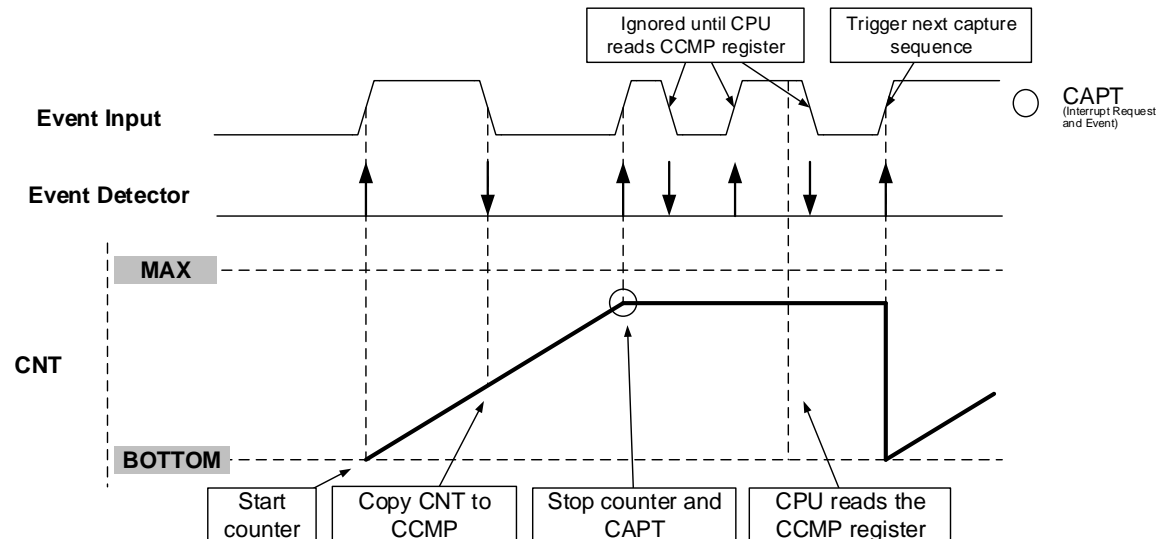 Ignored until CPU
reads CCMP register
Trigger next capture
sequence
Event Input
CAPT
(Interrupt Request
and Event)
Event Detector
MAX
CNT
BOTTOM
Start
counter
Copy CNT to
CCMP
Stop counter and
CAPT
CPU reads the
CCMP register